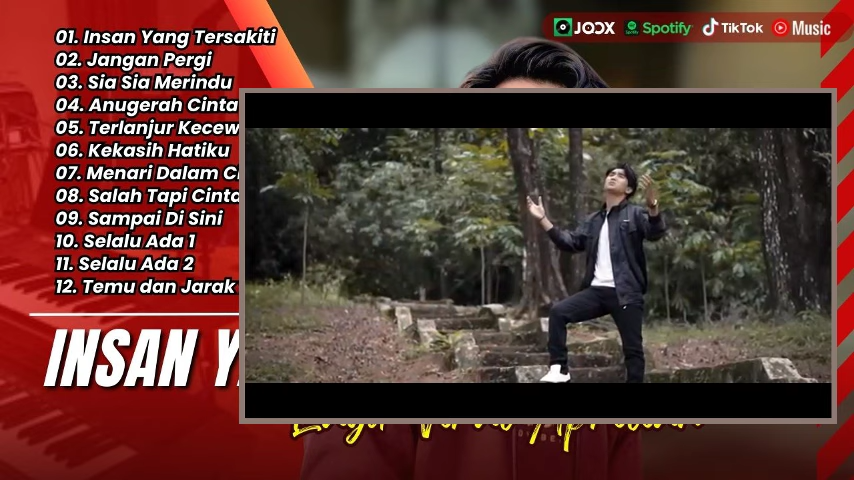 01. Insan Yang Tersakiti
02. Jangan Pergi
03. Sia Sia Merindu
04. Anugerah Cinta
05. Terlanjur Kecew
06. Kekasih Hatiku
07. Menari Dalam
08. Salah Tapi Cinta
09. Sampai Di Sini
10. Selalu Ada 1
11. Selalu Ada 2
12. Temu dan Jarak
JOOX Spotify TikTok Music
INSAN